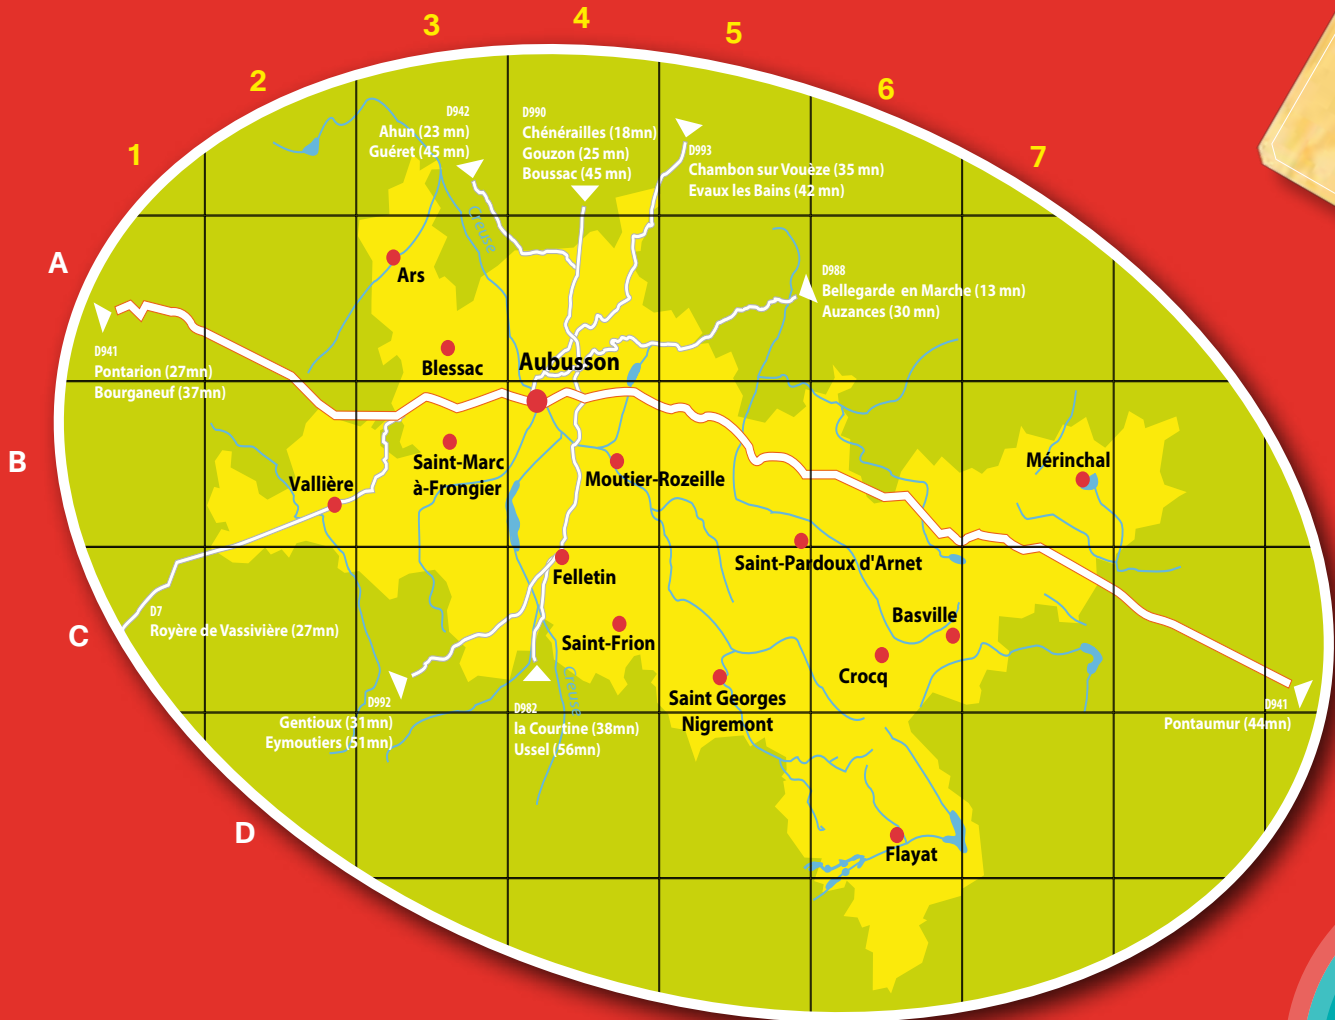 4
3
5
2
6
1
7
A
B
C
D
D942
Ahun (23 mn)
Guéret (45 mn)
D990
Chénérailles (18mn)
Gouzon (25 mn)
Boussac (45 mn)
D993
Chambon sur Vouèze (35 mn)
Evaux les Bains (42 mn)
Creuse
Ars
D988
Bellegarde en Marche (13 mn)
Auzances (30 mn)
D941
Pontarion (27mn)
Bourganeuf (37mn)
Blessac
Aubusson
Saint-Marc
à-Frongier
Vallière
Moutier-Rozeille
Mérinchal
Saint-Pardoux d'Arnet
Felletin
D7
Royère de Vassivière (27mn)
Saint-Frion
Basville
Crocq
Creuse
Saint Georges
Nigremont
D992
Gentioux (31mn)
Eymoutiers (51mn)
D982
la Courtine (38mn)
Ussel (56mn)
D941
Pontaumur (44mn)
Flayat